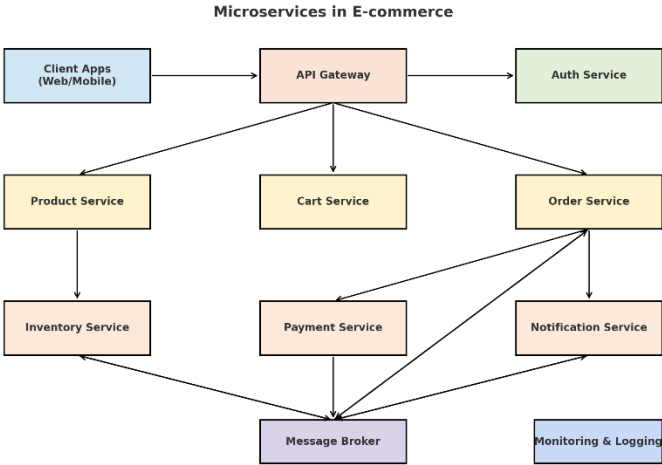 Microservices in E-commerce
Client Apps
(Web/Mobile)
API Gateway
Auth Service
Product Service
Cart Service
Order Service
Inventory Service
Payment Service
Notification Service
Message Broker
Monitoring & Logging